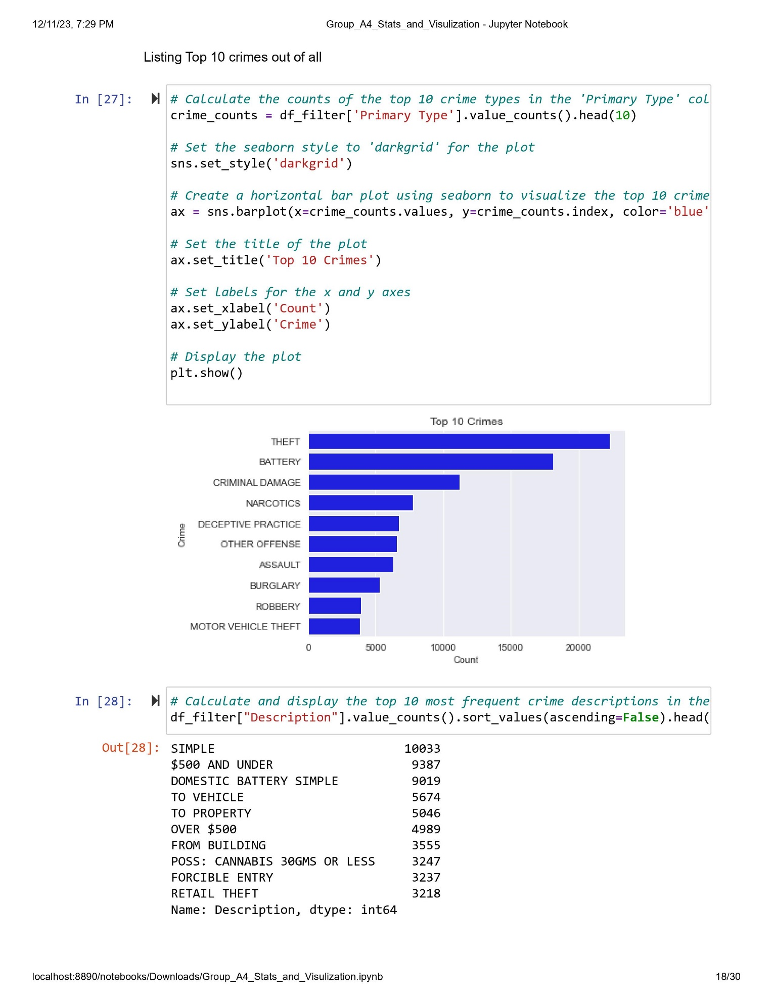 12/11/23, 7:29 PM
Group_A4_Stats_and_Visulization - Jupyter Notebook
Listing Top 10 crimes out of all
In [27]:
# Calculate the counts of the top 10 crime types in the 'Primary Type' col
crime_counts = df_filter['Primary Type'].value_counts().head(10)
# Set the seaborn style to 'darkgrid' for the plot
sns.set_style('darkgrid')
# Create a horizontal bar plot using seaborn to visualize the top 10 crime
ax = sns.barplot(x=crime_counts.values, y=crime_counts.index, color='blue'
# Set the title of the plot
ax.set_title('Top 10 Crimes')
# Set labels for the x and y axes
ax.set_xlabel('Count')
ax.set_ylabel('Crime')
# Display the plot
plt.show()
Top 10 Crimes
THEFT
BATTERY
CRIMINAL DAMAGE
NARCOTICS
DECEPTIVE PRACTICE
OTHER OFFENSE
ASSAULT
BURGLARY
ROBBERY
MOTOR VEHICLE THEFT
Crime
0 5000 10000 15000 20000
Count
In [28]:
# Calculate and display the top 10 most frequent crime descriptions in the
df_filter["Description"].value_counts().sort_values(ascending=False).head(
Out[28]:
SIMPLE 10033
$500 AND UNDER 9387
DOMESTIC BATTERY SIMPLE 9019
TO VEHICLE 5674
TO PROPERTY 5046
OVER $500 4989
FROM BUILDING 3555
POSS: CANNABIS 30GMS OR LESS 3247
FORCIBLE ENTRY 3237
RETAIL THEFT 3218
Name: Description, dtype: int64
localhost:8890/notebooks/Downloads/Group_A4_Stats_and_Visulization.ipynb
18/30